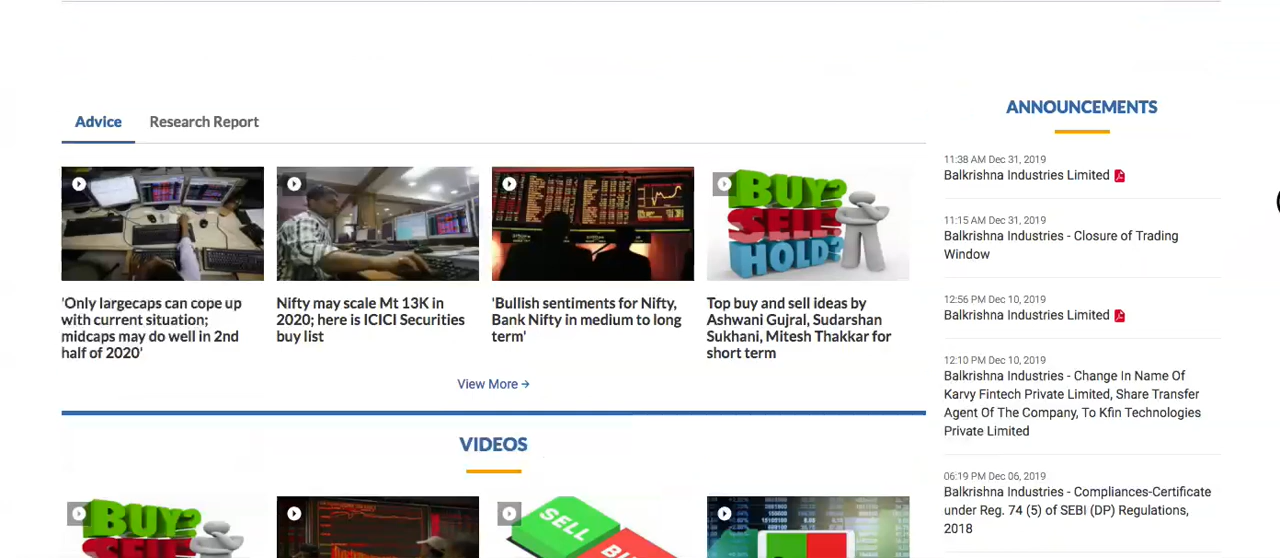 Advice Research Report
'Only largecaps can cope up
with current situation;
midcaps may do well in 2nd
half of 2020'
Nifty may scale Mt 13K in
2020; here is ICICI Securities
buy list
'Bullish sentiments for Nifty,
Bank Nifty in medium to long
term'
BUY?
SELL?
HOLD?
Top buy and sell ideas by
Ashwani Gujral, Sudarshan
Sukhani, Mitesh Thakkar for
short term
View More →
VIDEOS
BUY?
SELL
ANNOUNCEMENTS
11:38 AM Dec 31, 2019
Balkrishna Industries Limited
11:15 AM Dec 31, 2019
Balkrishna Industries - Closure of Trading
Window
12:56 PM Dec 10, 2019
Balkrishna Industries Limited
12:10 PM Dec 10, 2019
Balkrishna Industries - Change In Name Of
Karvy Fintech Private Limited, Share Transfer
Agent Of The Company, To Kfin Technologies
Private Limited
06:19 PM Dec 06, 2019
Balkrishna Industries - Compliances-Certificate
under Reg. 74 (5) of SEBI (DP) Regulations,
2018